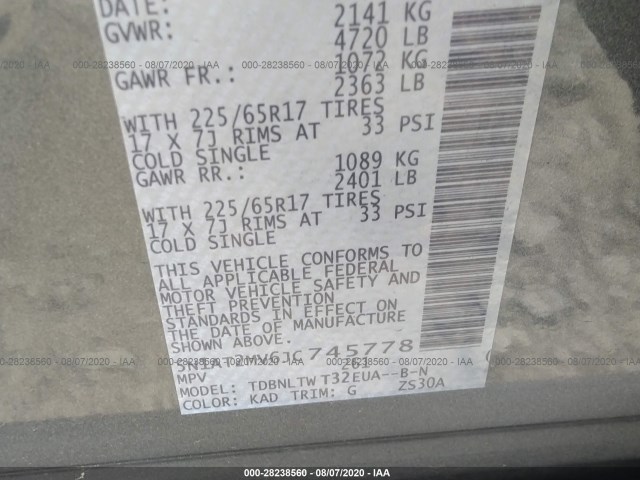 DATE:
GVWR: 2141 KG
4720 LB
GAWR FR.: 1072 KG
2363 LB
WITH 225/65R17 TIRES
17 X 7J RIMS AT 33 PSI
COLD SINGLE
GAWR RR.: 1089 KG
2401 LB
WITH 225/65R17 TIRES
17 X 7J RIMS AT 33 PSI
COLD SINGLE
THIS VEHICLE CONFORMS TO
ALL APPLICABLE FEDERAL
MOTOR VEHICLE SAFETY AND
THEFT PREVENTION
STANDARDS IN EFFECT ON
THE DATE OF MANUFACTURE
SHOWN ABOVE.
5N1AT2MV6JC745778
MPV
MODEL: TDBNLTW T32EUA--B-N
COLOR: KAD TRIM: G ZS30A
000-28238560 - 08/07/2020 - IAA